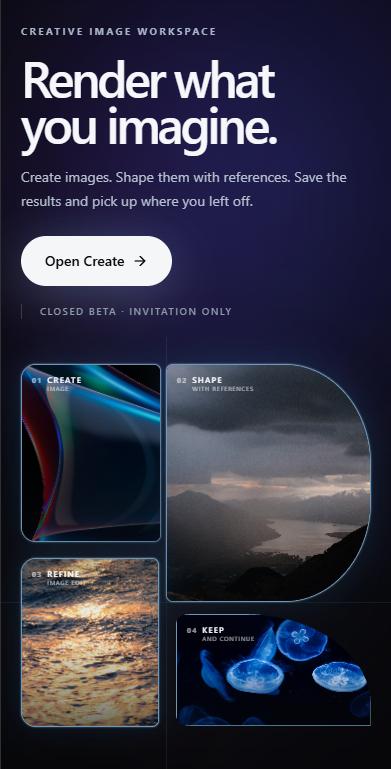 CREATIVE IMAGE WORKSPACE
Render what
you imagine.
Create images. Shape them with references. Save the
results and pick up where you left off.
Open Create →
CLOSED BETA · INVITATION ONLY
01 CREATE
IMAGE
02 SHAPE
WITH REFERENCES
03 REFINE
IMAGE EDIT
04 KEEP
AND CONTINUE